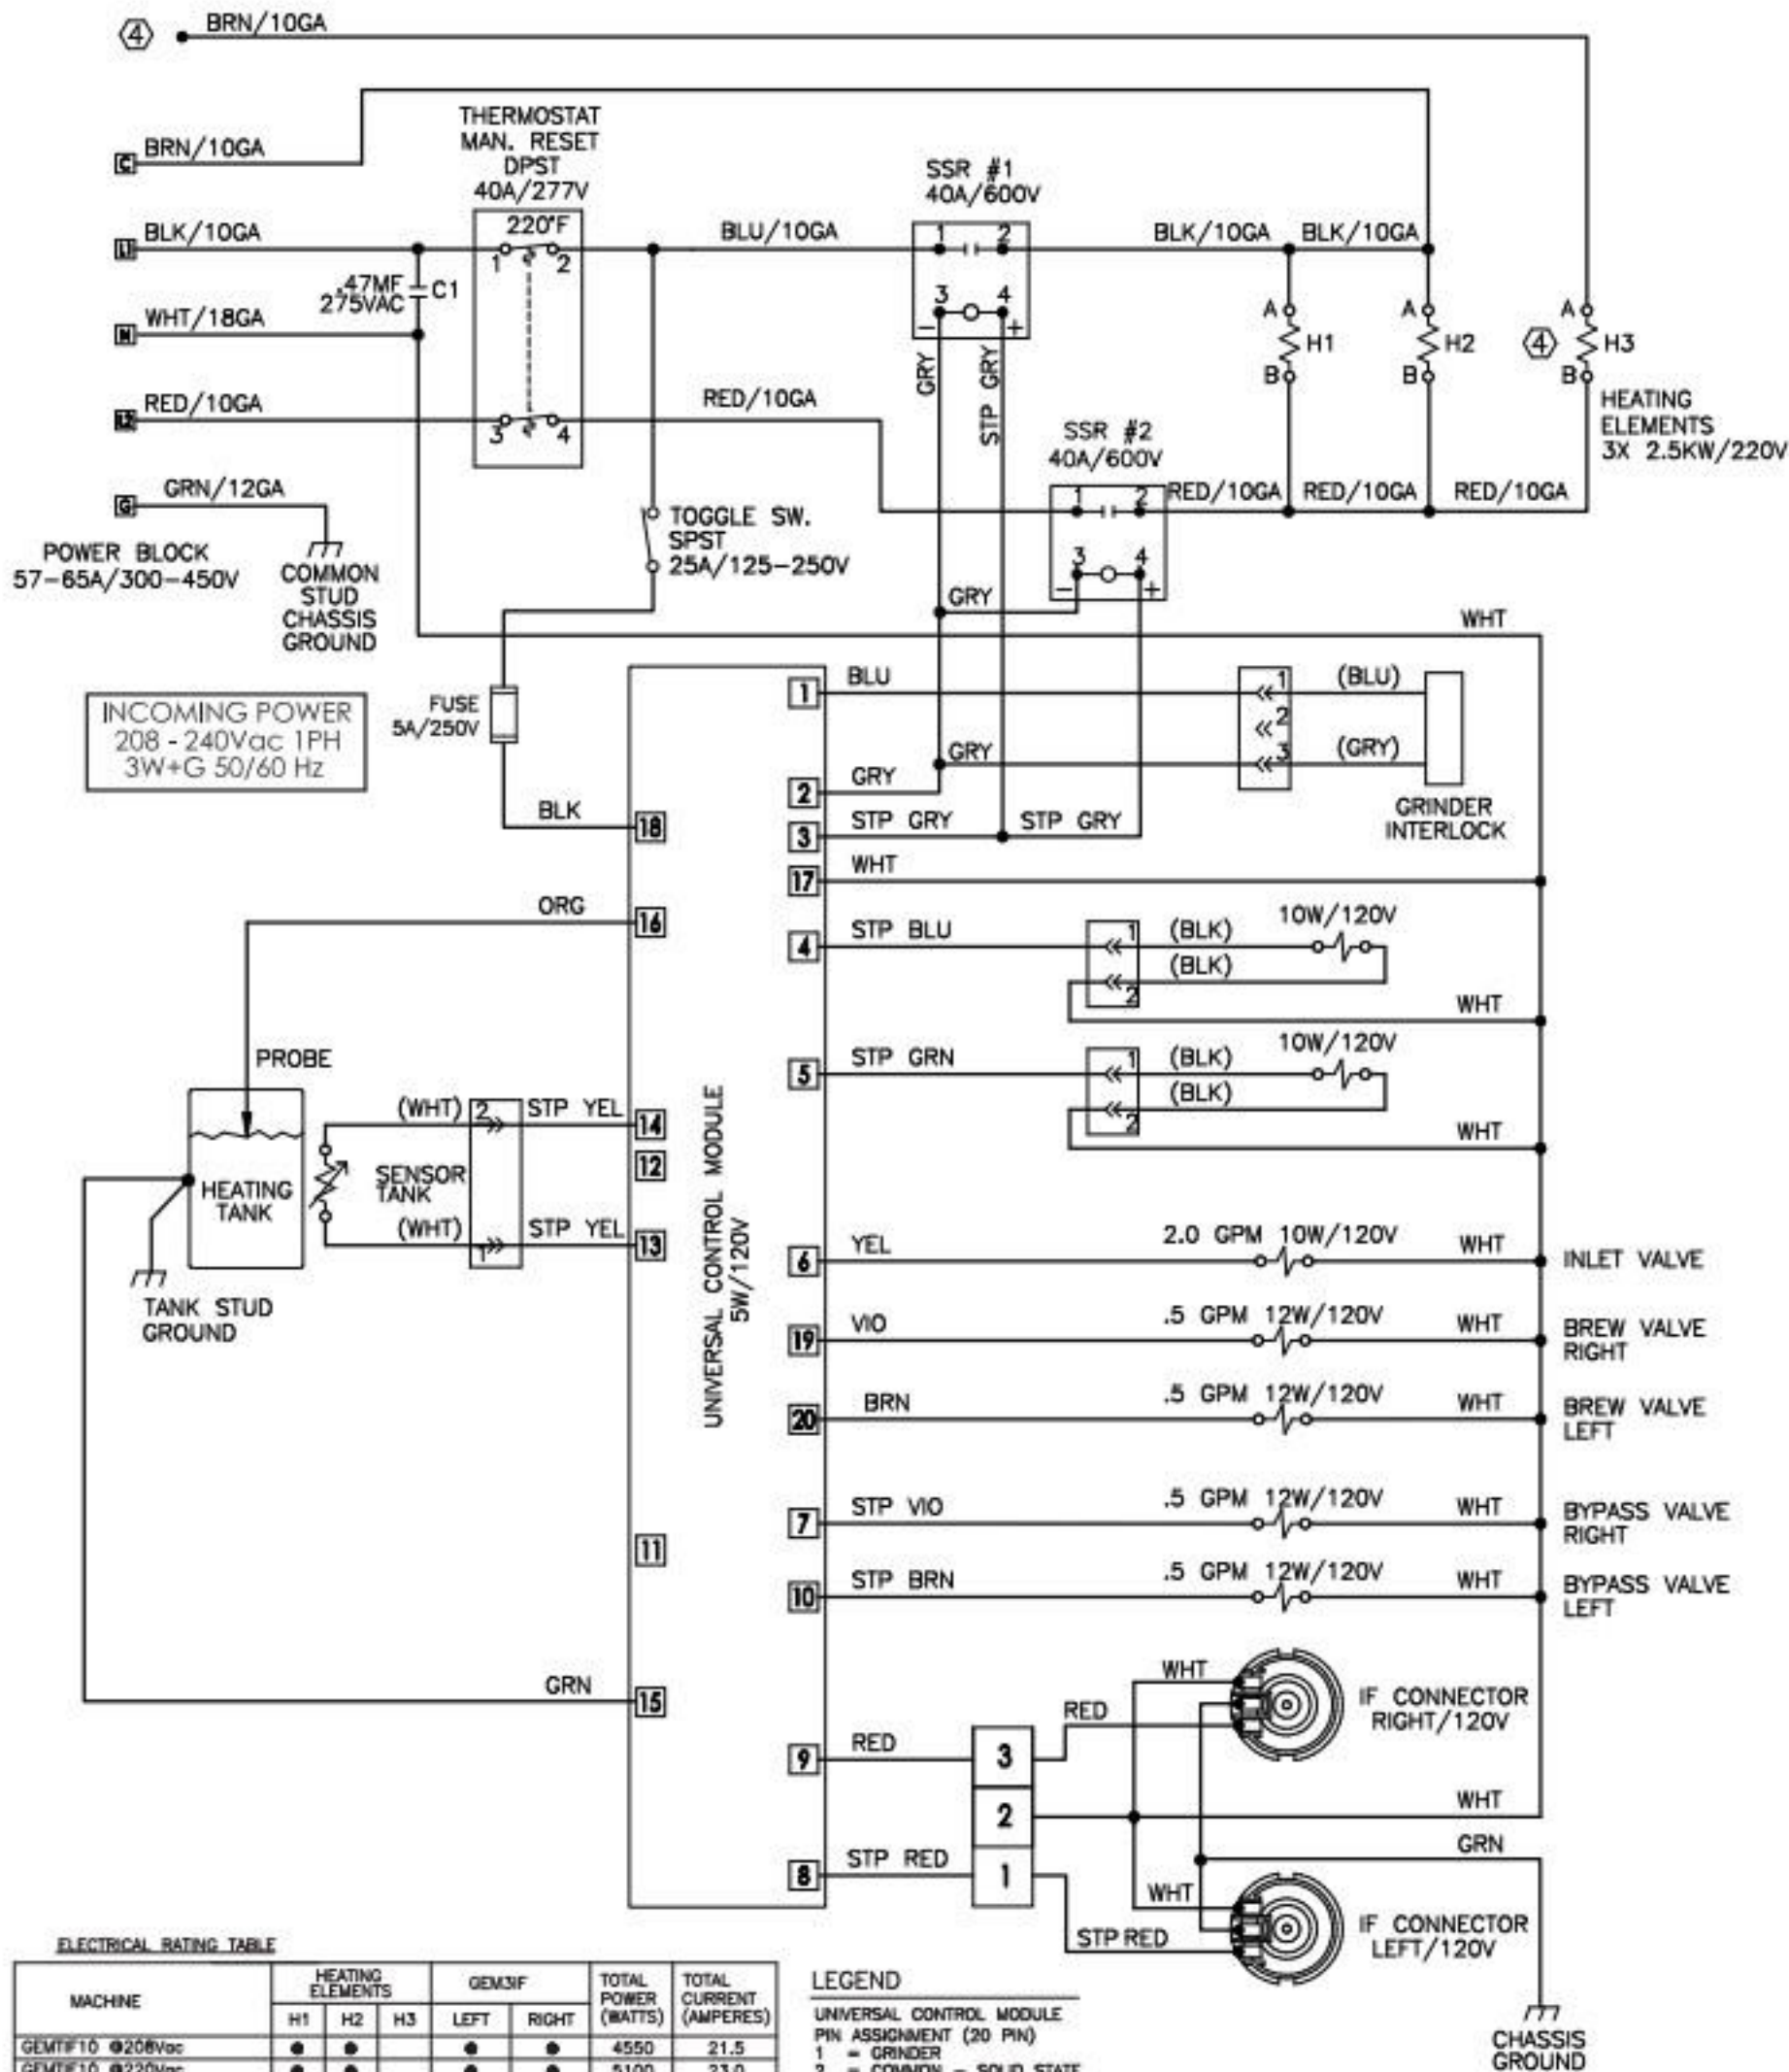 4
BRN/10GA
C
BRN/10GA
THERMOSTAT
MAN. RESET
DPST
40A/277V
220°F
1
2
3
4
L1
BLK/10GA
.47MF
275VAC
C1
N
WHT/18GA
L2
RED/10GA
G
GRN/12GA
POWER BLOCK
57-65A/300-450V
COMMON
STUD
CHASSIS
GROUND
BLU/10GA
RED/10GA
SSR #1
40A/600V
1
2
3
4
-
+
GRY
STP GRY
SSR #2
40A/600V
1
2
3
4
-
+
GRY
BLK/10GA
BLK/10GA
A
H1
B
A
H2
B
4
A
H3
B
HEATING
ELEMENTS
3X 2.5KW/220V
RED/10GA
RED/10GA
RED/10GA
TOGGLE SW.
SPST
25A/125-250V
WHT
INCOMING POWER
208 - 240Vac 1PH
3W+G 50/60 Hz
FUSE
5A/250V
BLK
18
ORG
16
PROBE
HEATING
TANK
TANK STUD
GROUND
SENSOR
TANK
(WHT)
2
STP YEL
14
12
(WHT)
1
STP YEL
13
11
GRN
15
UNIVERSAL CONTROL MODULE
5W/120V
1
BLU
1
(BLU)
2
GRY
3
(GRY)
GRINDER
INTERLOCK
2
GRY
3
STP GRY
STP GRY
17
WHT
4
STP BLU
1
(BLK)
10W/120V
(BLK)
2
WHT
5
STP GRN
1
(BLK)
10W/120V
(BLK)
2
WHT
6
YEL
2.0 GPM 10W/120V
WHT
INLET VALVE
19
VIO
.5 GPM 12W/120V
WHT
BREW VALVE
RIGHT
20
BRN
.5 GPM 12W/120V
WHT
BREW VALVE
LEFT
7
STP VIO
.5 GPM 12W/120V
WHT
BYPASS VALVE
RIGHT
10
STP BRN
.5 GPM 12W/120V
WHT
BYPASS VALVE
LEFT
WHT
RED
IF CONNECTOR
RIGHT/120V
9
RED
3
2
WHT
GRN
8
STP RED
1
WHT
STP RED
IF CONNECTOR
LEFT/120V
CHASSIS
GROUND
ELECTRICAL RATING TABLE
MACHINE
HEATING
ELEMENTS
GEM3IF
TOTAL
POWER
(WATTS)
TOTAL
CURRENT
(AMPERES)
H1
H2
H3
LEFT
RIGHT
GEMTIF10 @208Vac
4550
21.5
GEMTIF10 @220Vac
5100
23.0
LEGEND
UNIVERSAL CONTROL MODULE
PIN ASSIGNMENT (20 PIN)
1 = GRINDER
2 = COMMON - SOLID STATE